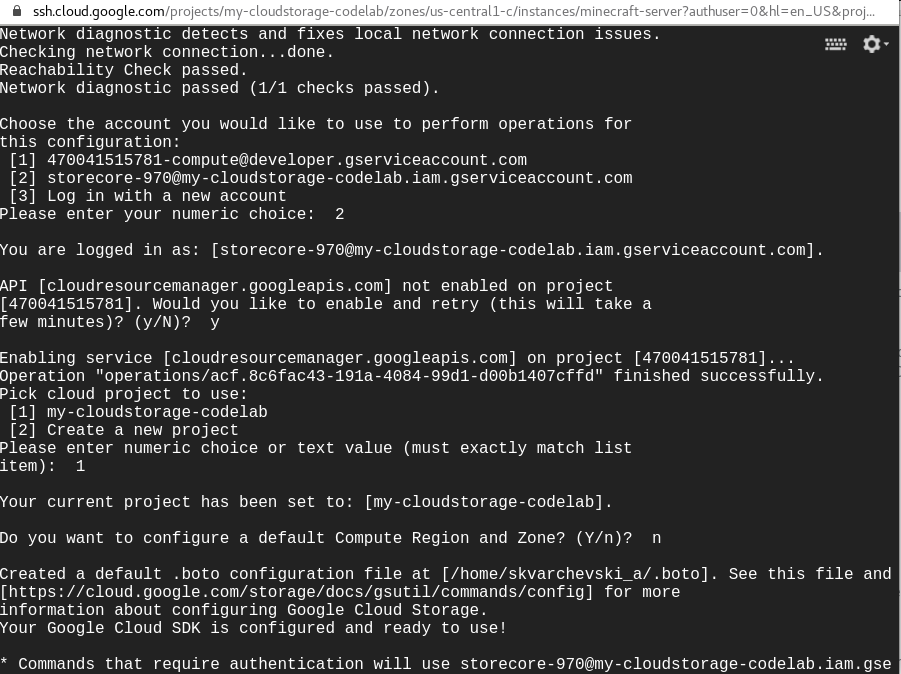 ssh.cloud.google.com/projects/my-cloudstorage-codelab/zones/us-central1-c/instances/minecraft-server?authuser=0&hl=en_US&proj...
Network diagnostic detects and fixes local network connection issues.
Checking network connection...done.
Reachability Check passed.
Network diagnostic passed (1/1 checks passed).
Choose the account you would like to use to perform operations for
this configuration:
[1] 470041515781-compute@developer.gserviceaccount.com
[2] storecore-970@my-cloudstorage-codelab.iam.gserviceaccount.com
[3] Log in with a new account
Please enter your numeric choice:  2
You are logged in as: [storecore-970@my-cloudstorage-codelab.iam.gserviceaccount.com].
API [cloudresourcemanager.googleapis.com] not enabled on project
[470041515781]. Would you like to enable and retry (this will take a
few minutes)? (y/N)?  y
Enabling service [cloudresourcemanager.googleapis.com] on project [470041515781]...
Operation "operations/acf.8c6fac43-191a-4084-99d1-d00b1407cffd" finished successfully.
Pick cloud project to use:
[1] my-cloudstorage-codelab
[2] Create a new project
Please enter numeric choice or text value (must exactly match list
item):  1
Your current project has been set to: [my-cloudstorage-codelab].
Do you want to configure a default Compute Region and Zone? (Y/n)?  n
Created a default .boto configuration file at [/home/skvarchevski_a/.boto]. See this file and
[https://cloud.google.com/storage/docs/gsutil/commands/config] for more
information about configuring Google Cloud Storage.
Your Google Cloud SDK is configured and ready to use!
* Commands that require authentication will use storecore-970@my-cloudstorage-codelab.iam.gse